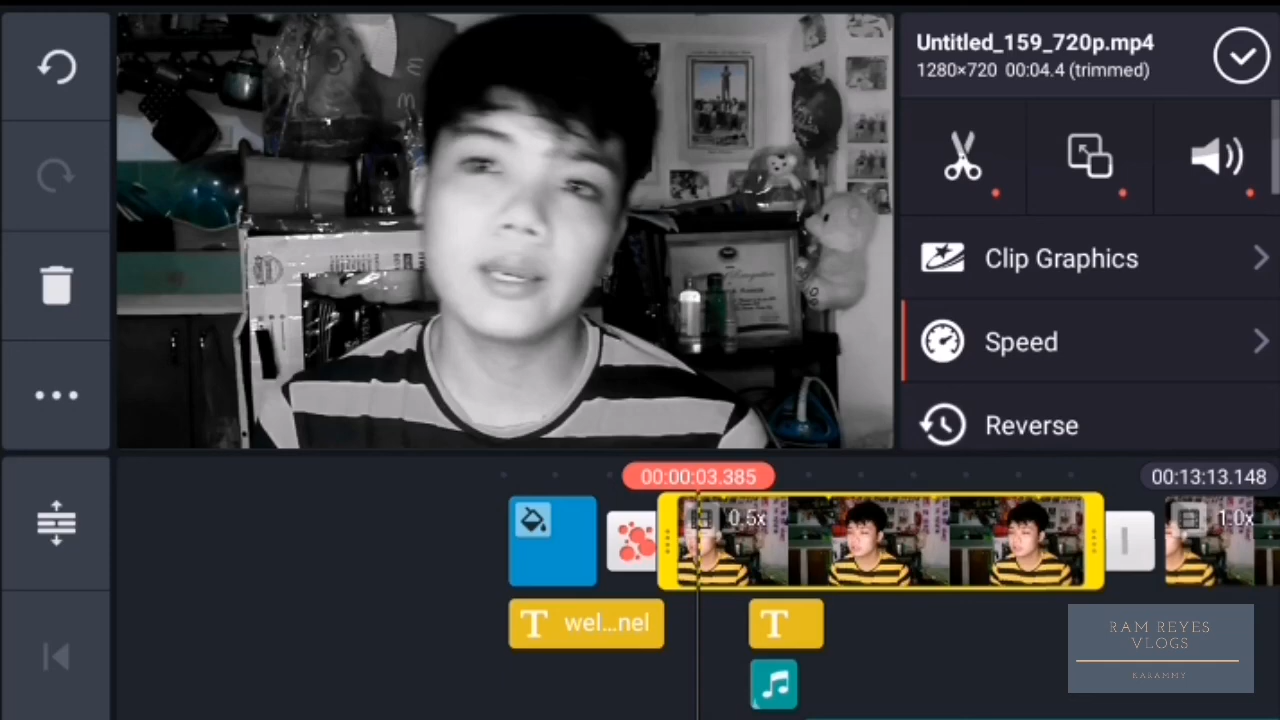 Untitled_159_720p.mp4
1280×720 00:04.4 (trimmed)
Clip Graphics
Speed
Reverse
00:00:03.385
00:13:13.148
0.5x
1.0x
wel...nel
RAM REYES
VLOGS
KARAMMY